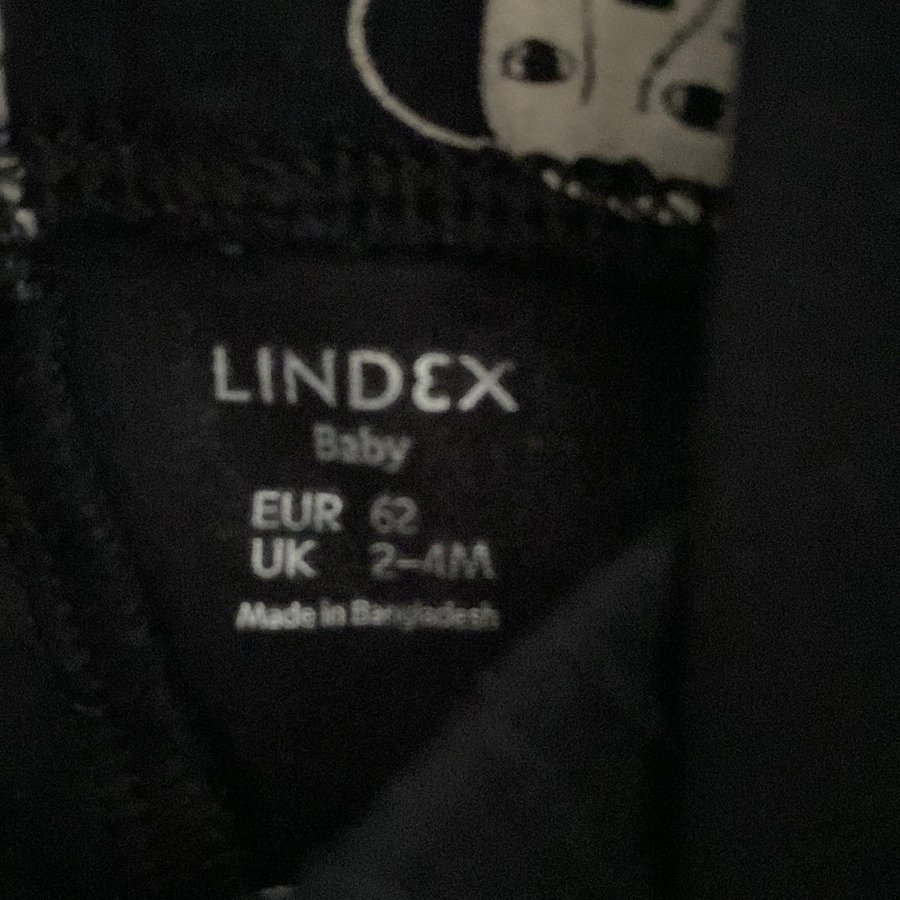 LINDEX
Baby
EUR 62
UK 2-4M
Made in Bangladesh